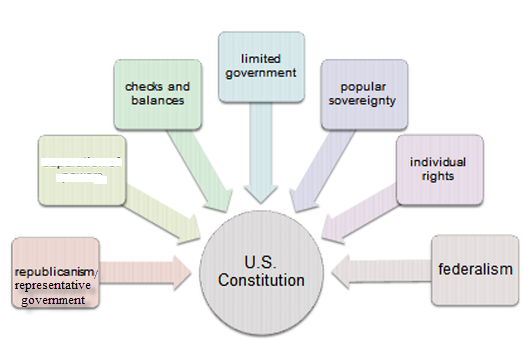 limited
government
checks and
balances
popular
sovereignty
individual
rights
republicanism/
representative
government
U.S.
Constitution
federalism